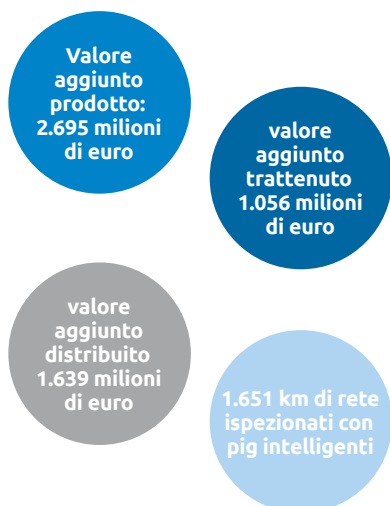 Valore
aggiunto
prodotto:
2.695 milioni
di euro
valore
aggiunto
trattenuto
1.056 milioni
di euro
valore
aggiunto
distribuito
1.639 milioni
di euro
1.651 km di rete
ispezionati con
pig intelligenti